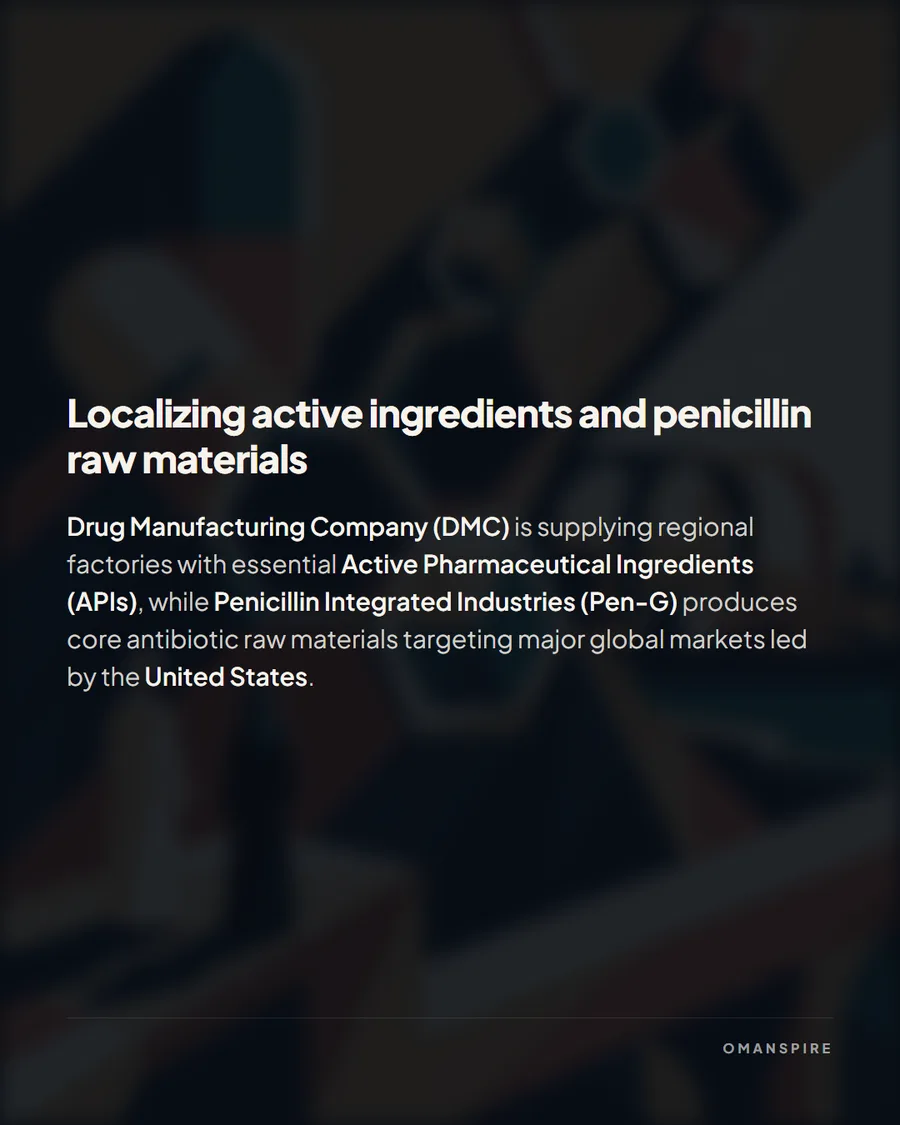 Localizing active ingredients and penicillin
raw materials
Drug Manufacturing Company (DMC) is supplying regional
factories with essential Active Pharmaceutical Ingredients
(APIs), while Penicillin Integrated Industries (Pen-G) produces
core antibiotic raw materials targeting major global markets led
by the United States.
OMANSPIRE